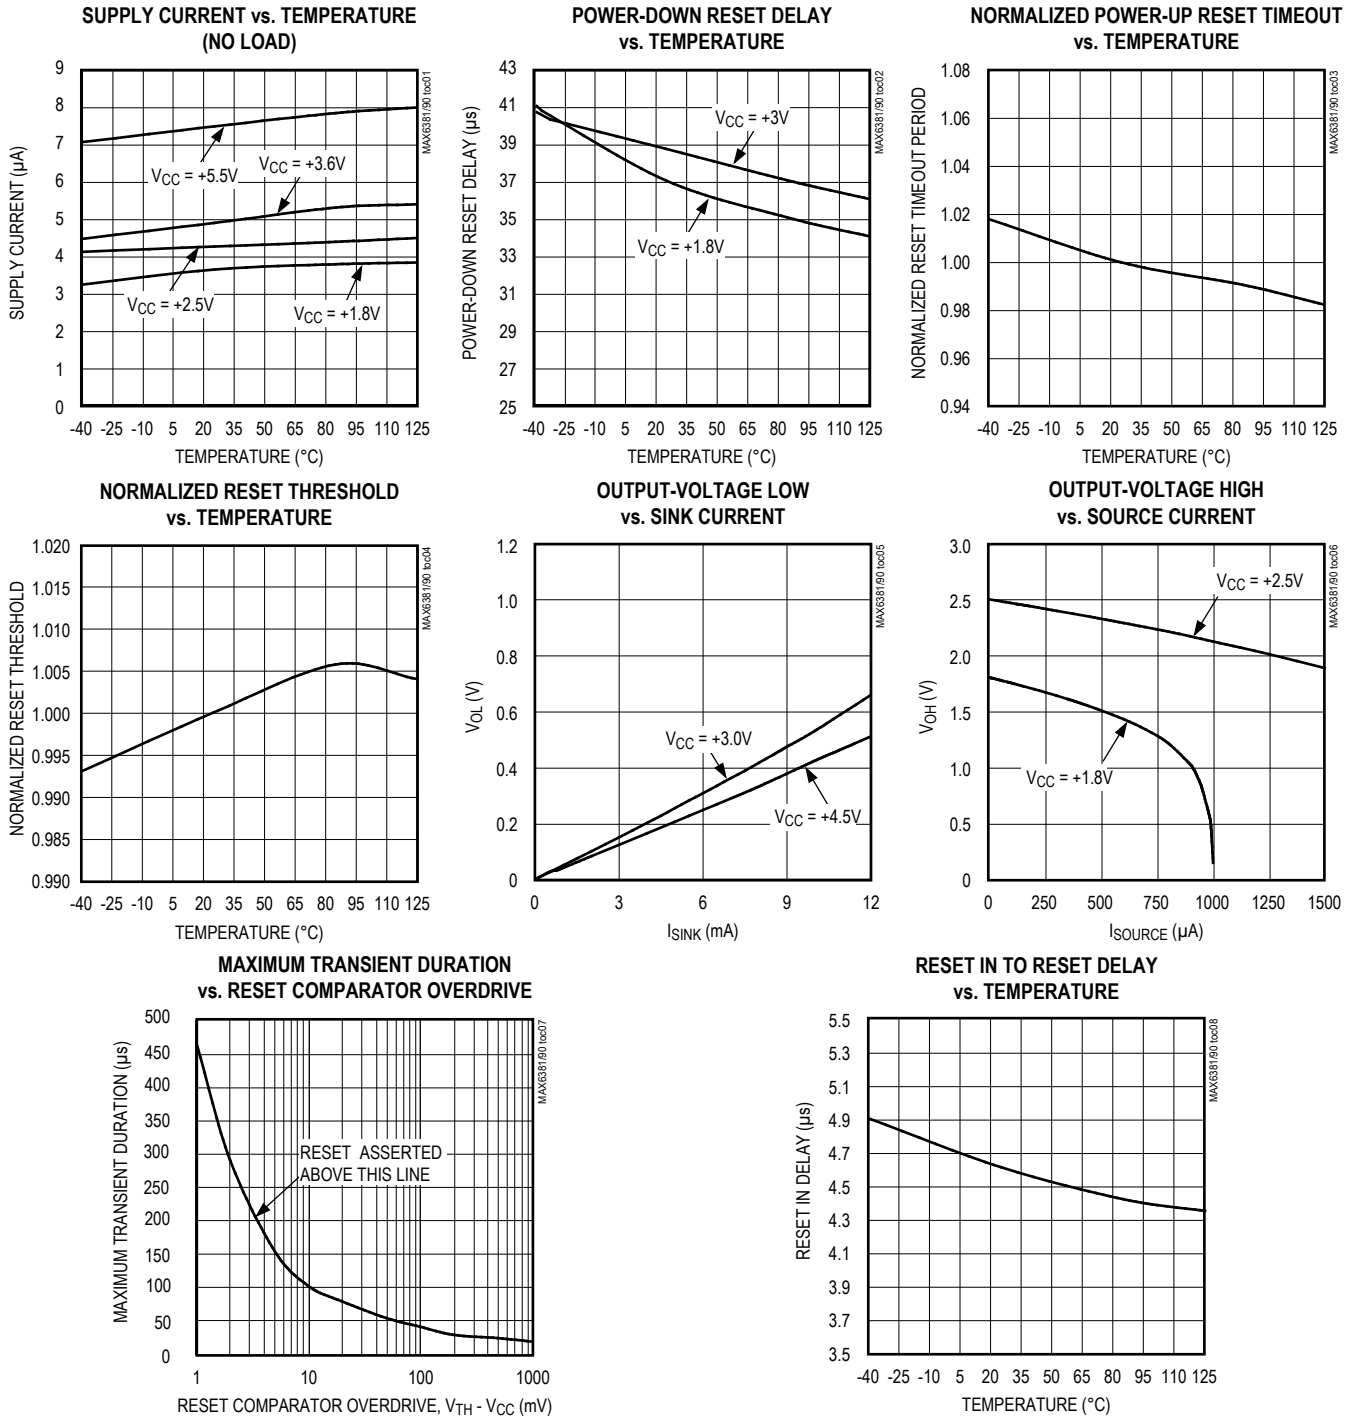 SUPPLY CURRENT vs. TEMPERATURE
(NO LOAD)
9
8
7
6
5
4
3
2
1
0
SUPPLY CURRENT (µA)
VCC = +5.5V
VCC = +3.6V
VCC = +2.5V
VCC = +1.8V
-40 -25 -10 5 20 35 50 65 80 95 110 125
TEMPERATURE (°C)
MAX6381/90 toc01
POWER-DOWN RESET DELAY
vs. TEMPERATURE
43
41
39
37
35
33
31
29
27
25
POWER-DOWN RESET DELAY (µs)
VCC = +3V
VCC = +1.8V
-40 -25 -10 5 20 35 50 65 80 95 110 125
TEMPERATURE (°C)
MAX6381/90 toc02
NORMALIZED POWER-UP RESET TIMEOUT
vs. TEMPERATURE
1.08
1.06
1.04
1.02
1.00
0.98
0.96
0.94
NORMALIZED RESET TIMEOUT PERIOD
-40 -25 -10 5 20 35 50 65 80 95 110 125
TEMPERATURE (°C)
MAX6381/90 toc03
NORMALIZED RESET THRESHOLD
vs. TEMPERATURE
1.020
1.015
1.010
1.005
1.000
0.995
0.990
0.985
0.990
NORMALIZED RESET THRESHOLD
-40 -25 -10 5 20 35 50 65 80 95 110 125
TEMPERATURE (°C)
MAX6381/90 toc04
OUTPUT-VOLTAGE LOW
vs. SINK CURRENT
1.2
1.0
0.8
0.6
0.4
0.2
0
VOL (V)
VCC = +3.0V
VCC = +4.5V
0 3 6 9 12
ISINK (mA)
MAX6381/90 toc05
OUTPUT-VOLTAGE HIGH
vs. SOURCE CURRENT
3.0
2.5
2.0
1.5
1.0
0.5
0
VOH (V)
VCC = +2.5V
VCC = +1.8V
0 250 500 750 1000 1250 1500
ISOURCE (µA)
MAX6381/90 toc06
MAXIMUM TRANSIENT DURATION
vs. RESET COMPARATOR OVERDRIVE
500
450
400
350
300
250
200
150
100
50
0
MAXIMUM TRANSIENT DURATION (µs)
RESET ASSERTED
ABOVE THIS LINE
1 10 100 1000
RESET COMPARATOR OVERDRIVE, VTH - VCC (mV)
MAX6381/90 toc07
RESET IN TO RESET DELAY
vs. TEMPERATURE
5.5
5.3
5.1
4.9
4.7
4.5
4.3
4.1
3.9
3.7
3.5
RESET IN DELAY (µs)
-40 -25 -10 5 20 35 50 65 80 95 110 125
TEMPERATURE (°C)
MAX6381/90 toc08